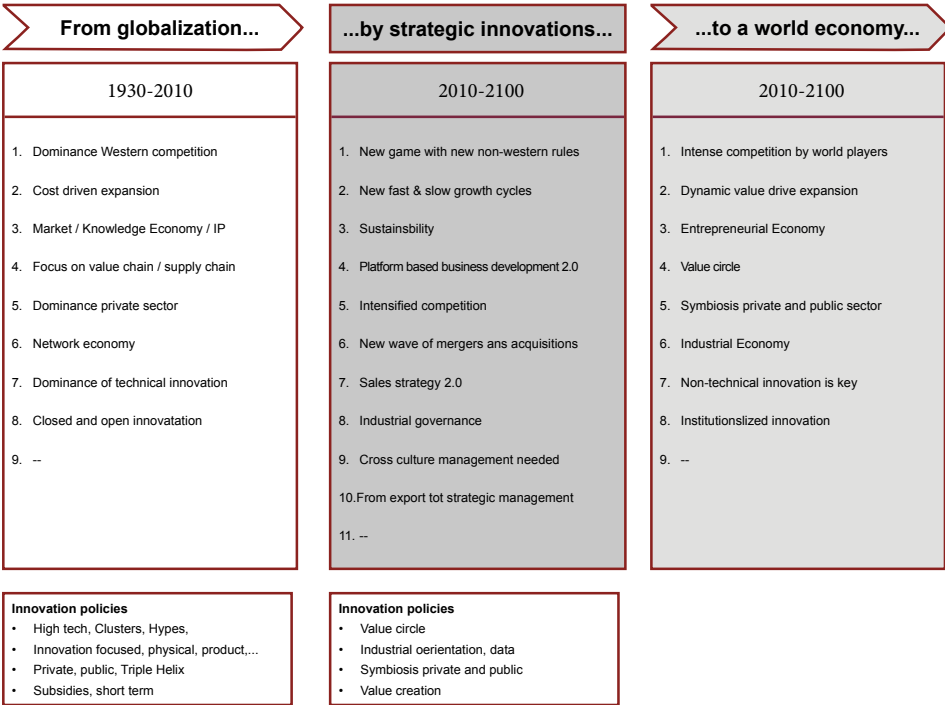 From globalization...
1930-2010
1. Dominance Western competition
2. Cost driven expansion
3. Market / Knowledge Economy / IP
4. Focus on value chain / supply chain
5. Dominance private sector
6. Network economy
7. Dominance of technical innovation
8. Closed and open innovatation
9. --
...by strategic innovations...
2010-2100
1. New game with new non-western rules
2. New fast & slow growth cycles
3. Sustainsbility
4. Platform based business development 2.0
5. Intensified competition
6. New wave of mergers ans acquisitions
7. Sales strategy 2.0
8. Industrial governance
9. Cross culture management needed
10.From export tot strategic management
11. --
...to a world economy...
2010-2100
1. Intense competition by world players
2. Dynamic value drive expansion
3. Entrepreneurial Economy
4. Value circle
5. Symbiosis private and public sector
6. Industrial Economy
7. Non-technical innovation is key
8. Institutionslized innovation
9. --
Innovation policies
• High tech, Clusters, Hypes,
• Innovation focused, physical, product,...
• Private, public, Triple Helix
• Subsidies, short term
Innovation policies
• Value circle
• Industrial oerientation, data
• Symbiosis private and public
• Value creation